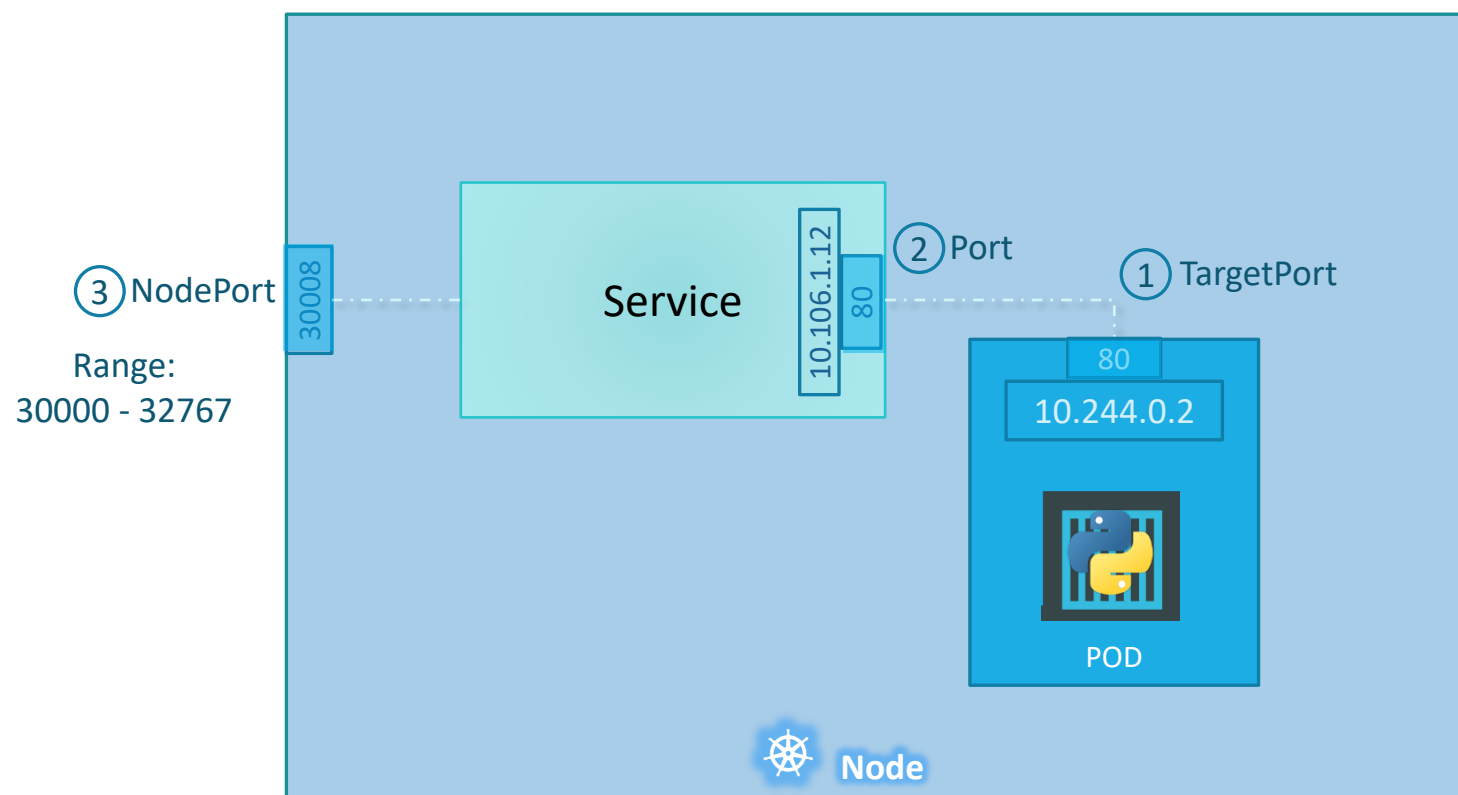 3 NodePort
Range:
30000 - 32767
30008
Service
10.106.1.12
80
2 Port
1 TargetPort
80
10.244.0.2
POD
Node